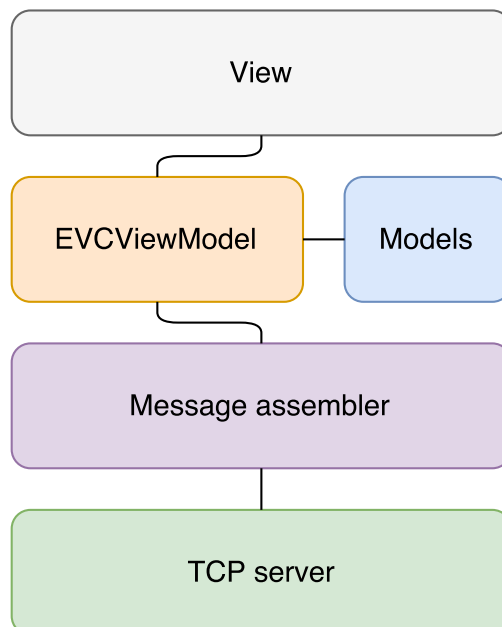 View
EVCViewModel
Models
Message assembler
TCP server